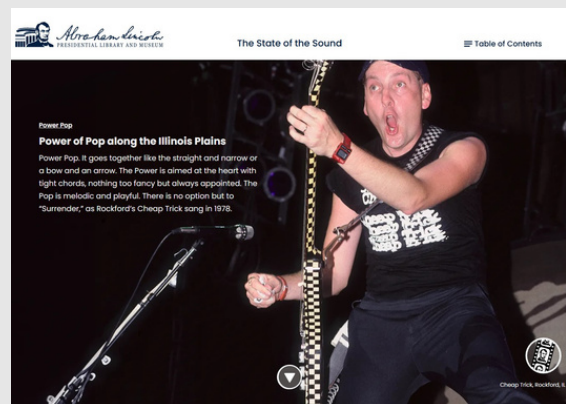 Abraham Lincoln
PRESIDENTIAL LIBRARY AND MUSEUM
The State of the Sound
Table of Contents
Power Pop
Power of Pop along the Illinois Plains
Power Pop. It goes together like the straight and narrow or
a bow and an arrow. The Power is aimed at the heart with
tight chords, nothing too fancy but always appointed. The
Pop is melodic and playful. There is no option but to
“Surrender,” as Rockford’s Cheap Trick sang in 1978.
CHEAP TRICK
CHEAP TRICK
CHEAP TRICK
CHEAP TRICK
Cheap Trick, Rockford, IL